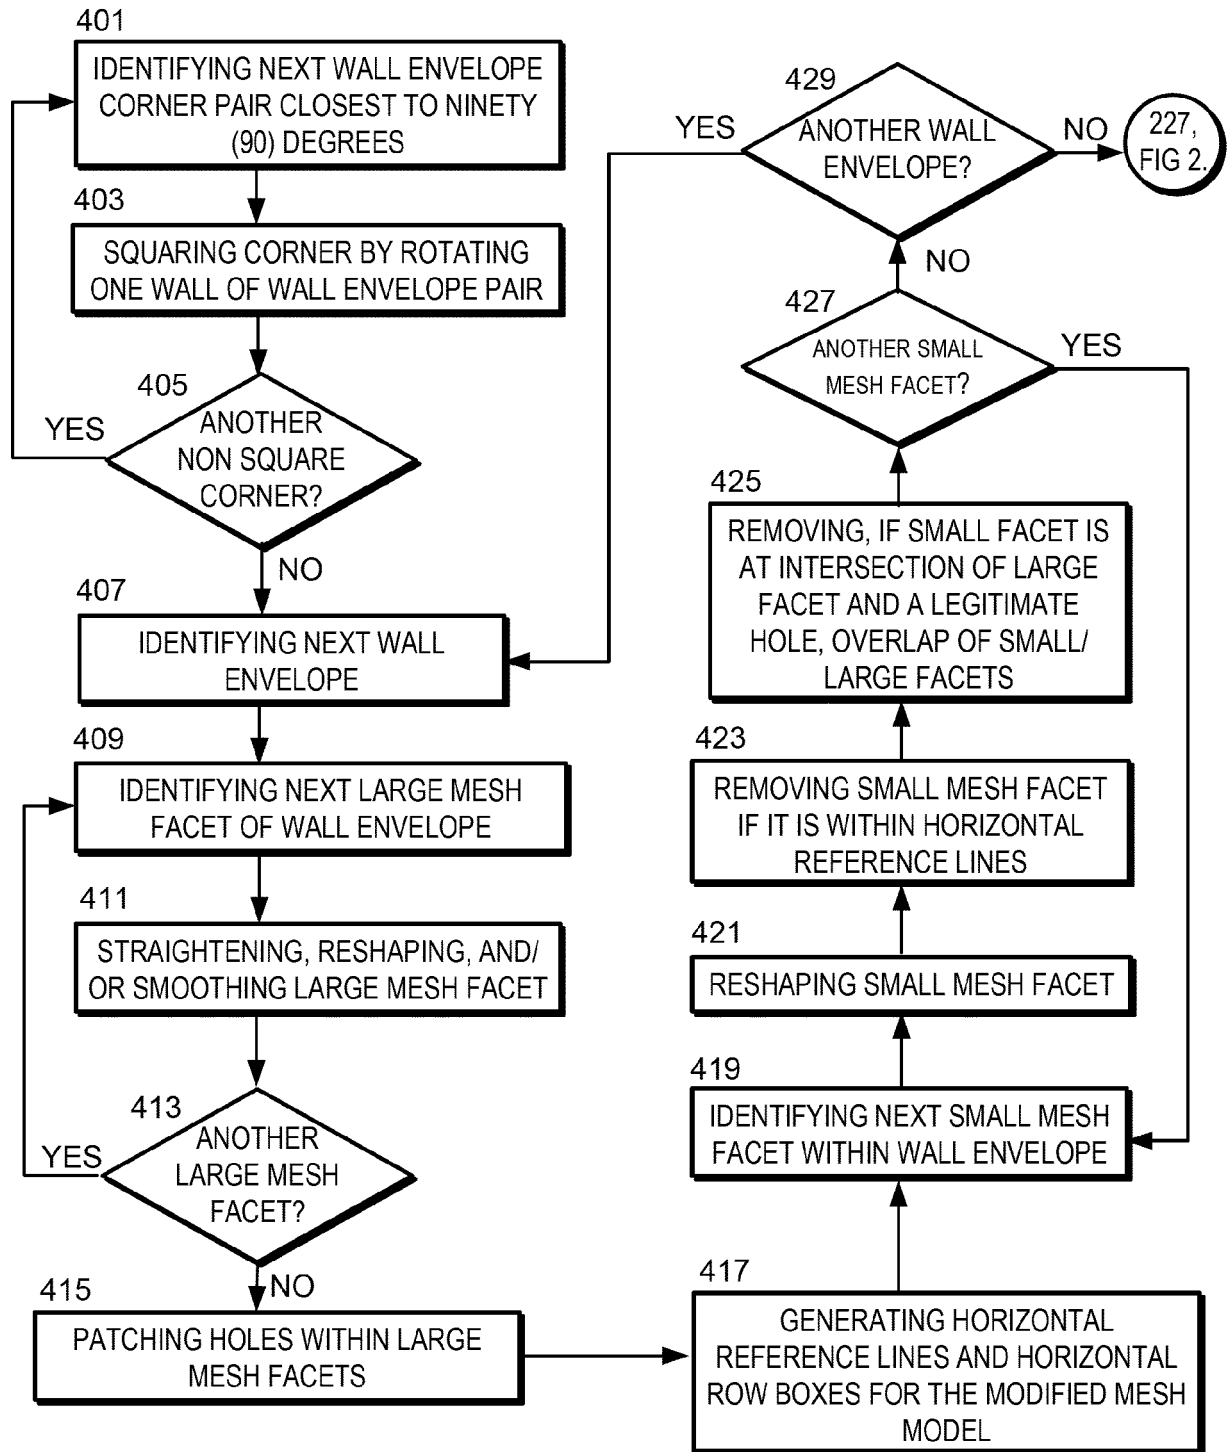 401
IDENTIFYING NEXT WALL ENVELOPE
CORNER PAIR CLOSEST TO NINETY
(90) DEGREES
403
SQUARING CORNER BY ROTATING
ONE WALL OF WALL ENVELOPE PAIR
405
YES
ANOTHER
NON SQUARE
CORNER?
NO
407
IDENTIFYING NEXT WALL
ENVELOPE
409
IDENTIFYING NEXT LARGE MESH
FACET OF WALL ENVELOPE
411
STRAIGHTENING, RESHAPING, AND/
OR SMOOTHING LARGE MESH FACET
413
YES
ANOTHER
LARGE MESH
FACET?
NO
415
PATCHING HOLES WITHIN LARGE
MESH FACETS
417
GENERATING HORIZONTAL
REFERENCE LINES AND HORIZONTAL
ROW BOXES FOR THE MODIFIED MESH
MODEL
419
IDENTIFYING NEXT SMALL MESH
FACET WITHIN WALL ENVELOPE
421
RESHAPING SMALL MESH FACET
423
REMOVING SMALL MESH FACET
IF IT IS WITHIN HORIZONTAL
REFERENCE LINES
425
REMOVING, IF SMALL FACET IS
AT INTERSECTION OF LARGE
FACET AND A LEGITIMATE
HOLE, OVERLAP OF SMALL/
LARGE FACETS
427
ANOTHER SMALL
MESH FACET?
YES
NO
429
YES
ANOTHER WALL
ENVELOPE?
NO
227,
FIG 2.